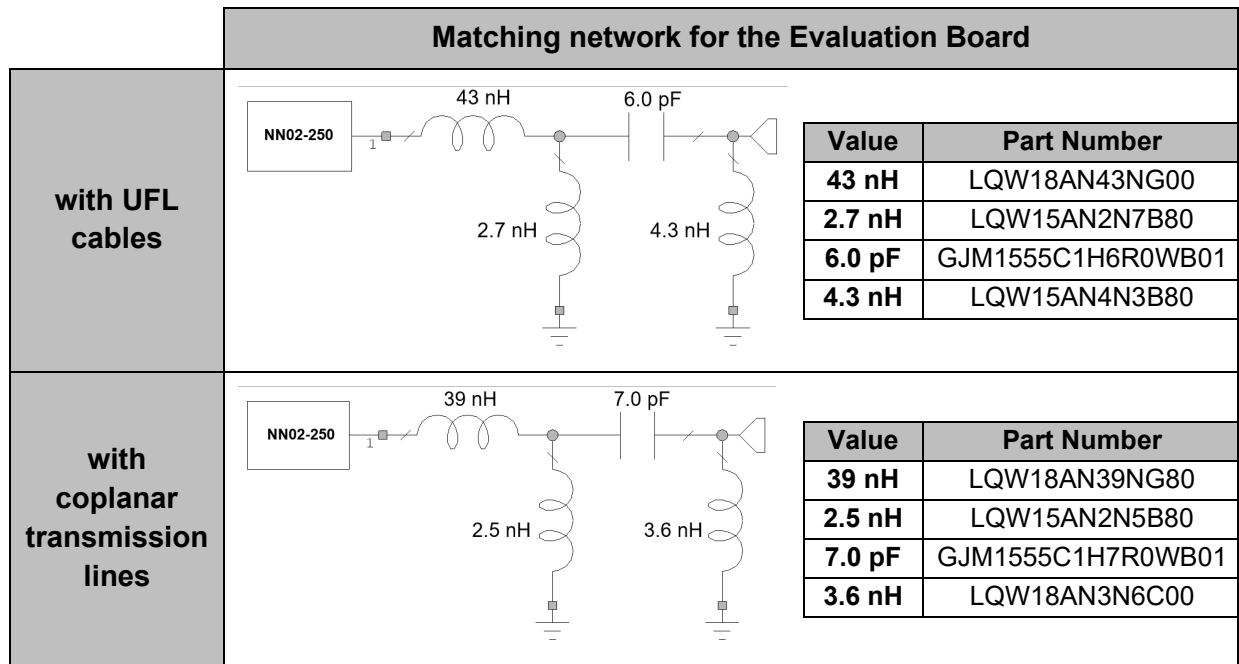 Matching network for the Evaluation Board
with UFL
cables
43 nH
6.0 pF
NN02-250
1
2.7 nH
4.3 nH
Value Part Number
43 nH LQW18AN43NG00
2.7 nH LQW15AN2N7B80
6.0 pF GJM1555C1H6R0WB01
4.3 nH LQW15AN4N3B80
with
coplanar
transmission
lines
39 nH
7.0 pF
NN02-250
1
2.5 nH
3.6 nH
Value Part Number
39 nH LQW18AN39NG80
2.5 nH LQW15AN2N5B80
7.0 pF GJM1555C1H7R0WB01
3.6 nH LQW18AN3N6C00